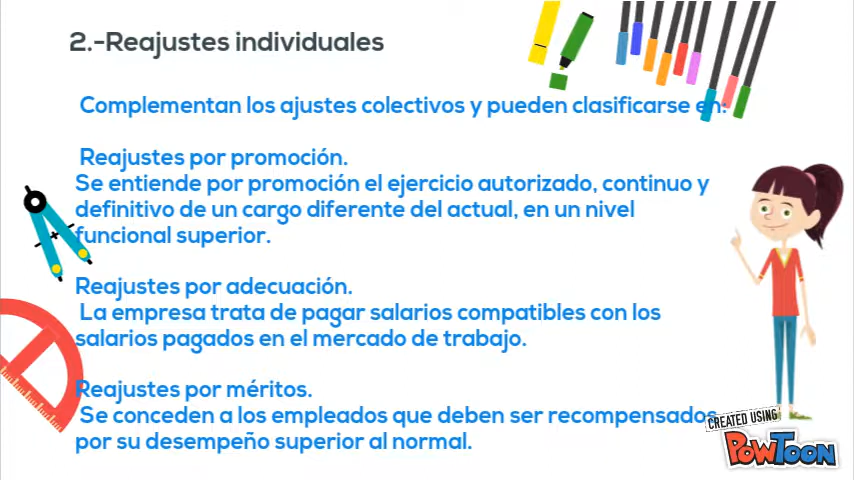 2.-Reajustes individuales
Complementan los ajustes colectivos y pueden clasificarse en:
Reajustes por promoción.
Se entiende por promoción el ejercicio autorizado, continuo y
definitivo de un cargo diferente del actual, en un nivel
funcional superior.
Reajustes por adecuación.
La empresa trata de pagar salarios compatibles con los
salarios pagados en el mercado de trabajo.
Reajustes por méritos.
Se conceden a los empleados que deben ser recompensados
por su desempeño superior al normal.
CREATED USING
POWTOON